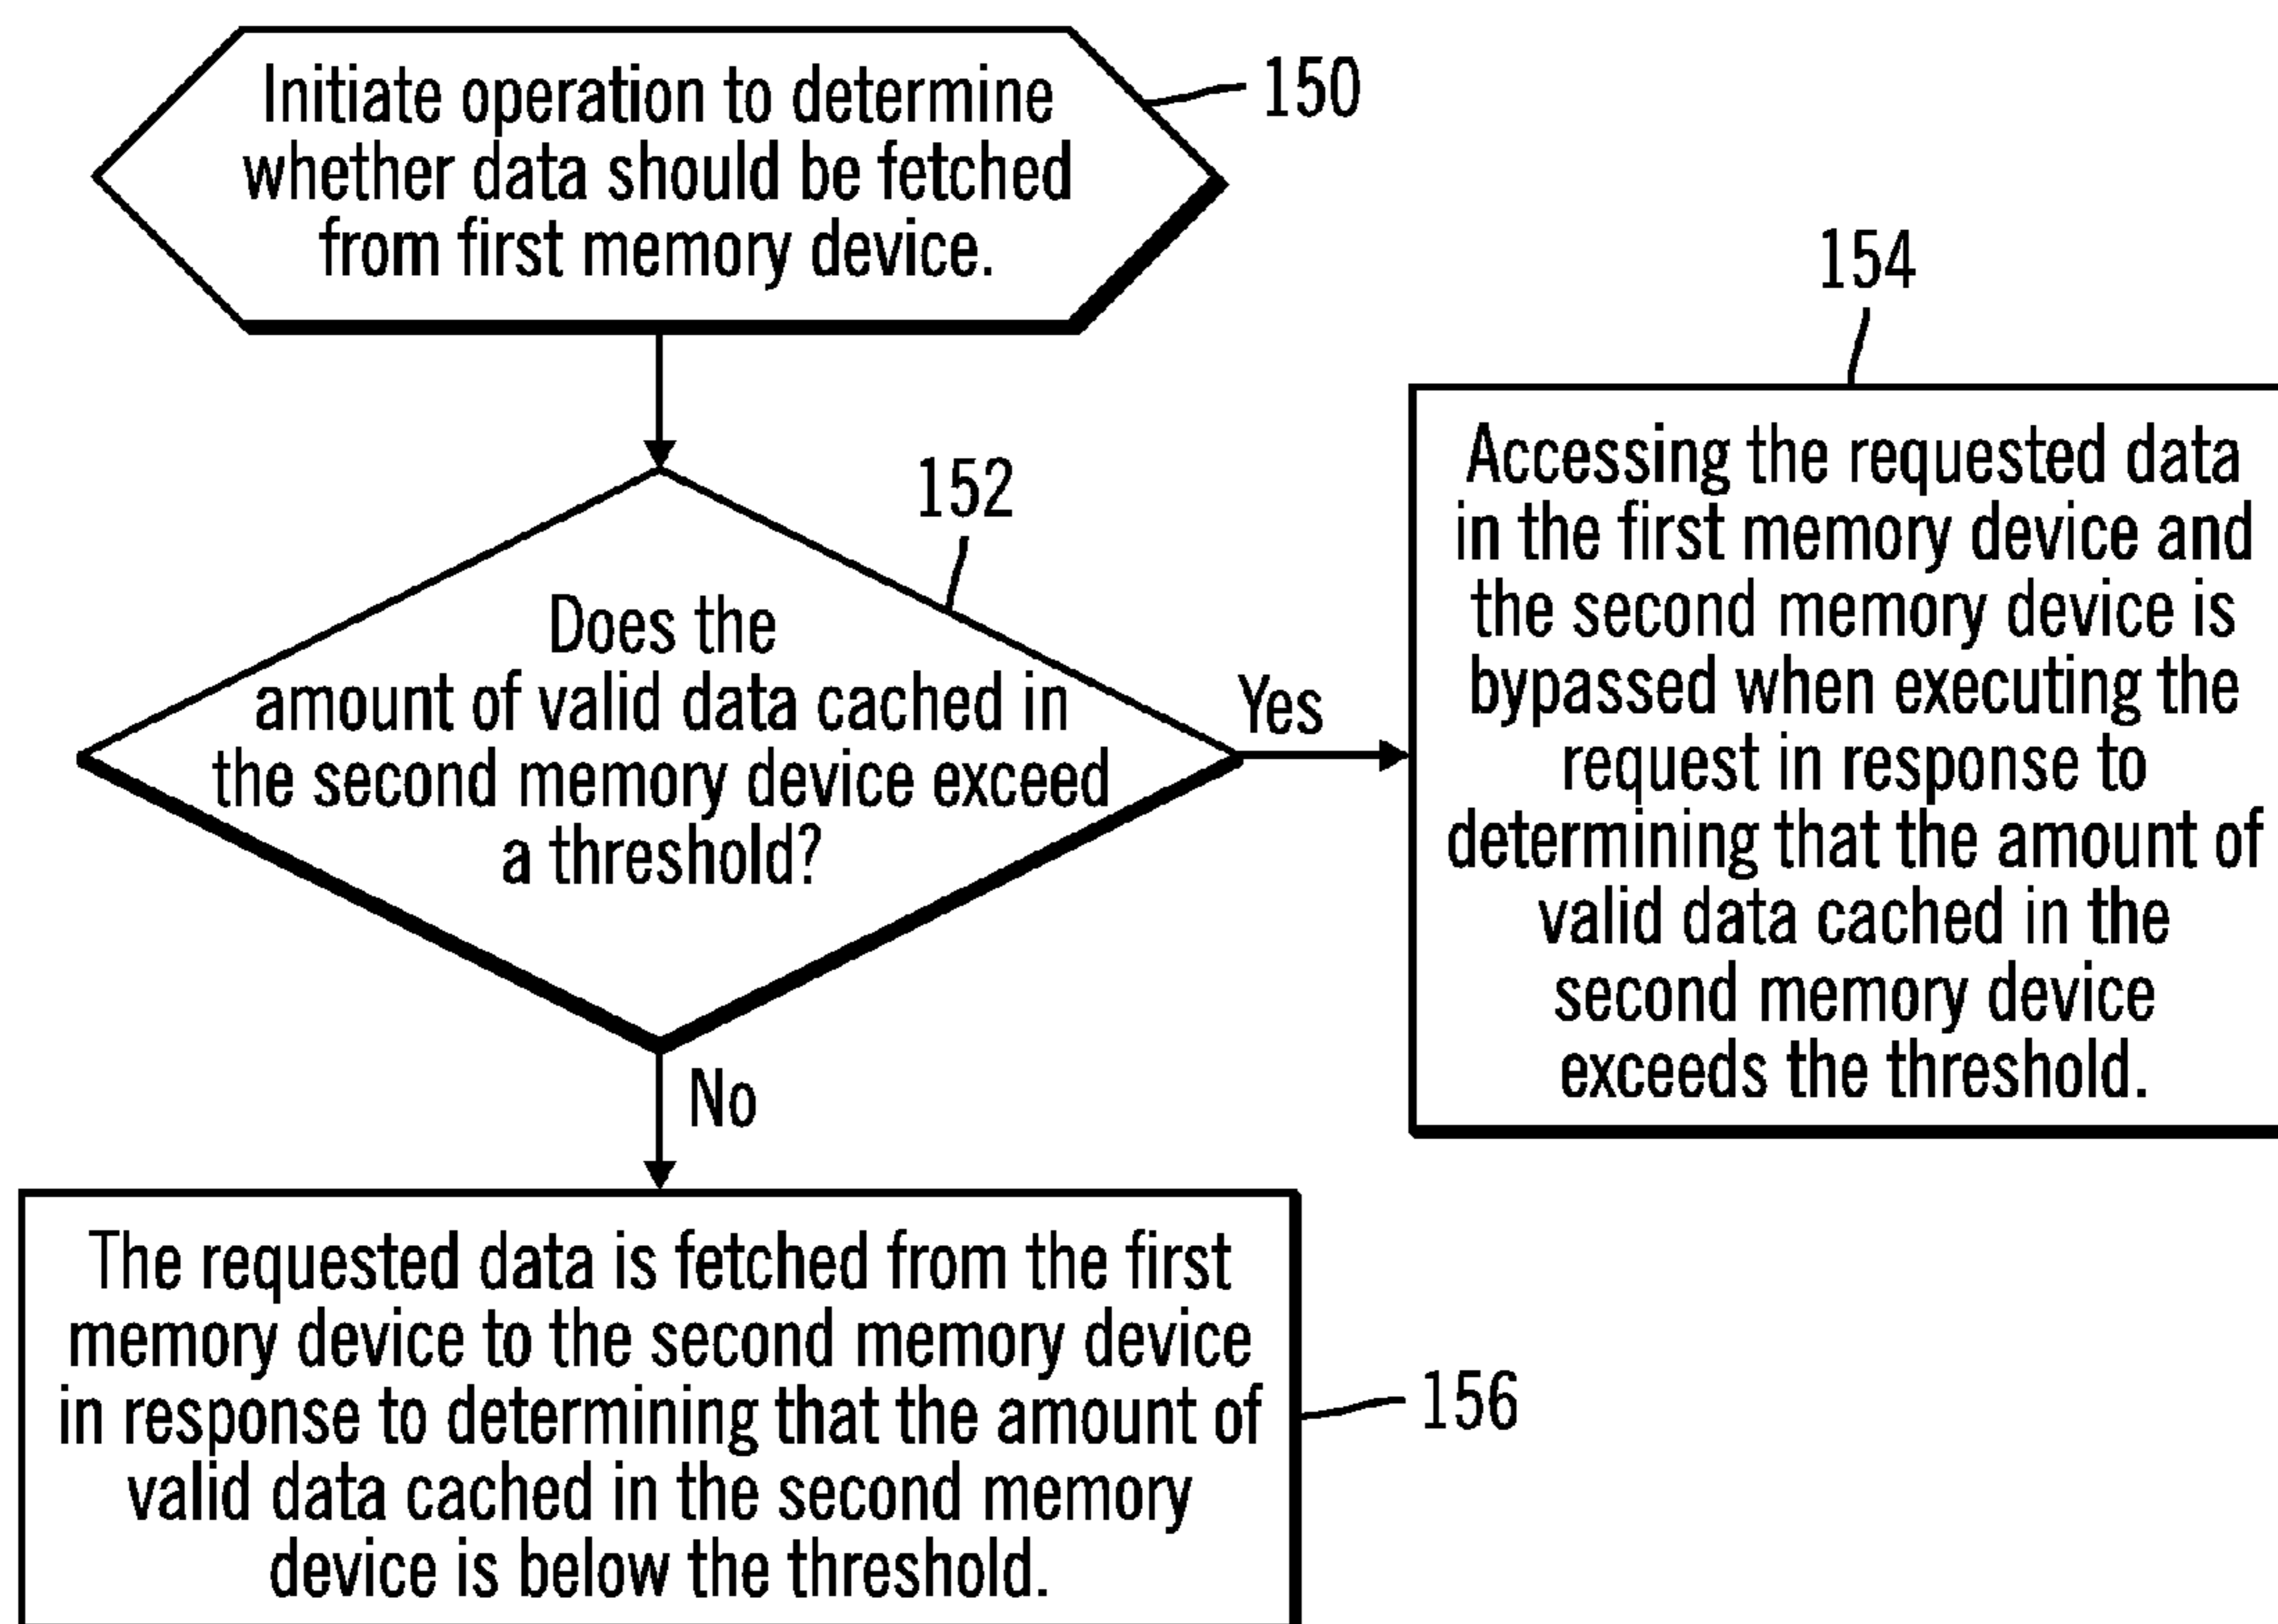 Initiate operation to determine
whether data should be fetched
from first memory device.
150
152
Does the
amount of valid data cached in
the second memory device exceed
a threshold?
Yes
154
Accessing the requested data
in the first memory device and
the second memory device is
bypassed when executing the
request in response to
determining that the amount of
valid data cached in the
second memory device
exceeds the threshold.
No
The requested data is fetched from the first
memory device to the second memory device
in response to determining that the amount of
valid data cached in the second memory
device is below the threshold.
156